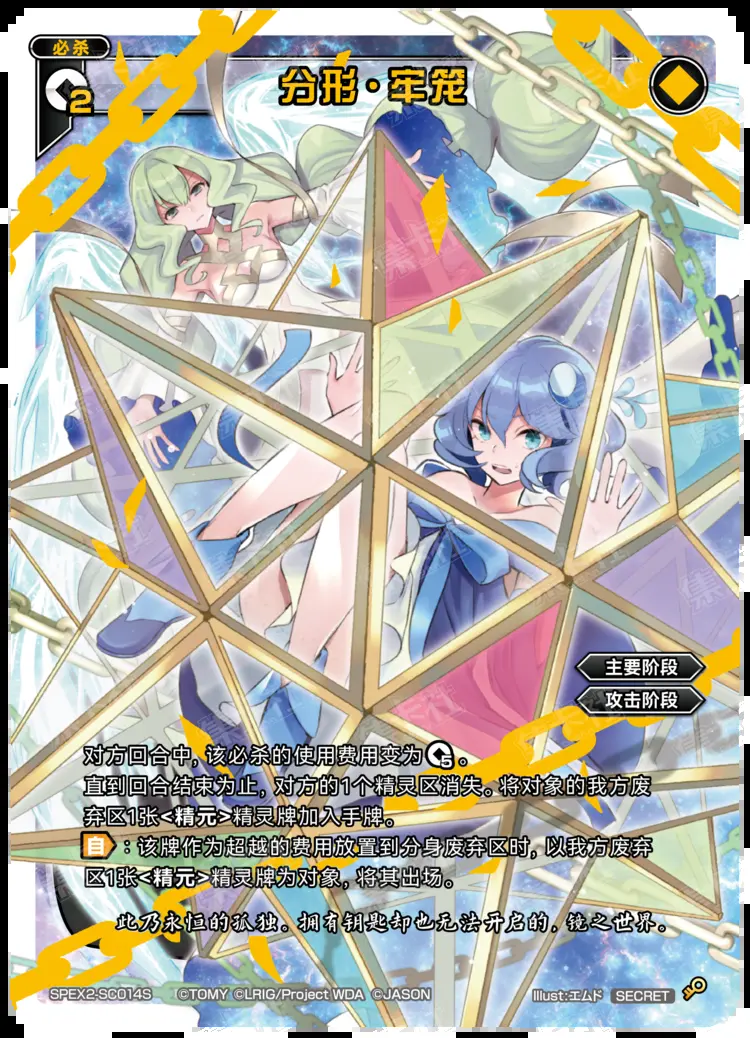 必杀
2
分形·牢笼
主要阶段
攻击阶段
对方回合中，该必杀的使用费用变为5。
直到回合结束为止，对方的1个精灵区消失。将对象的我方废
弃区1张<精元>精灵牌加入手牌。
自：该牌作为超越的费用放置到分身废弃区时，以我方废弃
区1张<精元>精灵牌为对象，将其出场。
此乃永恒的孤独。拥有钥匙却也无法开启的，镜之世界。
SPEX2-SC014S ©TOMY ©LRIG/Project WDA ©JASON Illust:エムド SECRET
集卡社